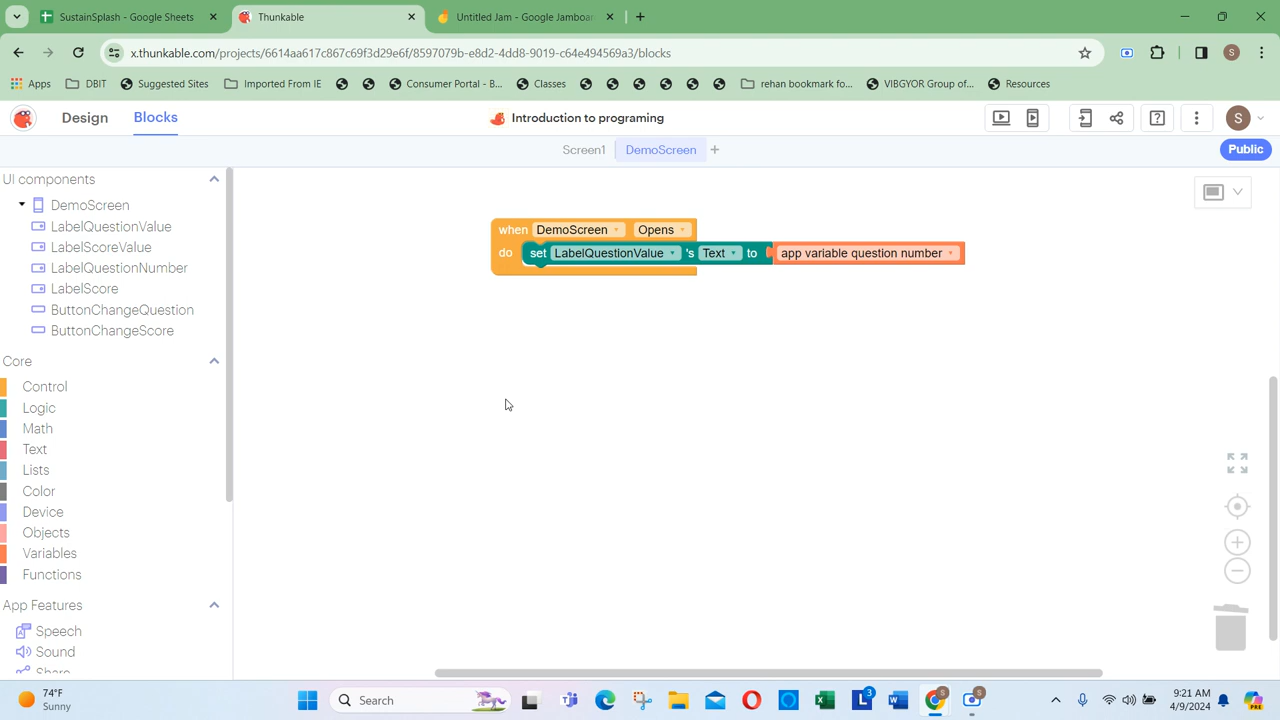 SustainSplash - Google Sheets
Thunkable
Untitled Jam - Google Jamboard
x.thunkable.com/projects/6614aa617c867c69f3d29e6f/8597079b-e8d2-4dd8-9019-c64e494569a3/blocks
S
Apps
DBIT
Suggested Sites
Imported From IE
Consumer Portal - B...
Classes
rehan bookmark fo...
VIBGYOR Group of...
Resources
Design
Blocks
Introduction to programing
S
Screen1
DemoScreen
Public
UI components
DemoScreen
LabelQuestionValue
LabelScoreValue
LabelQuestionNumber
LabelScore
ButtonChangeQuestion
ButtonChangeScore
Core
Control
Logic
Math
Text
Lists
Color
Device
Objects
Variables
Functions
App Features
Speech
Sound
Share
when DemoScreen Opens
do set LabelQuestionValue 's Text to app variable question number
74°F
Sunny
Search
3
S
S
9:21 AM
4/9/2024
PRE